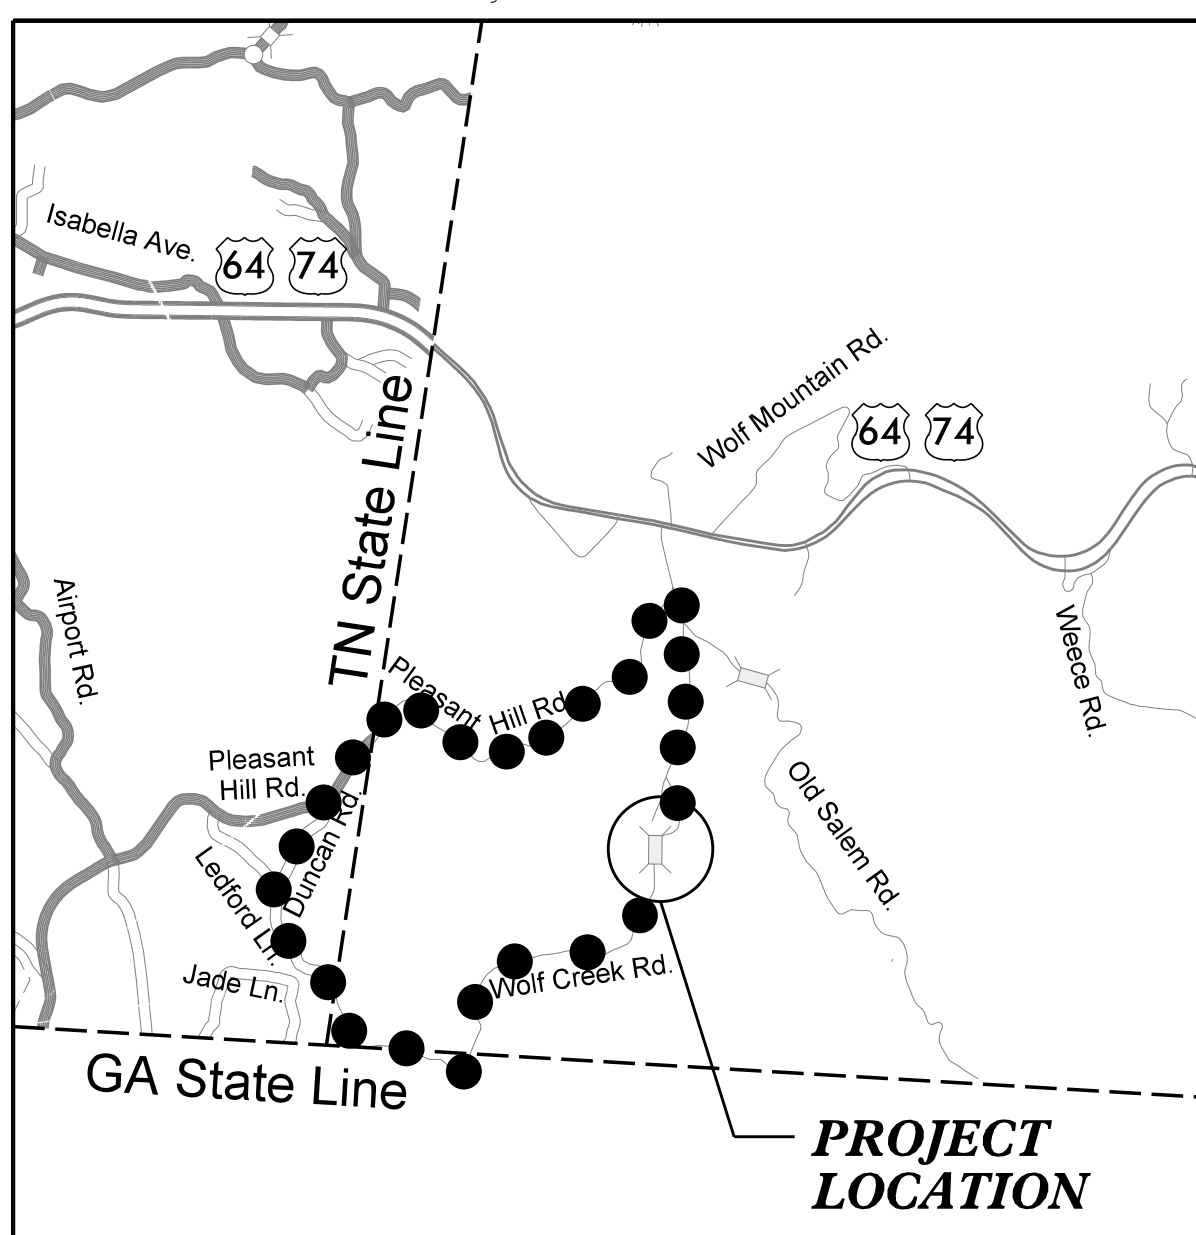 Isabella Ave.
64
74
Wolf Mountain Rd.
64
74
TN State Line
Airport Rd.
Weece Rd.
Pleasant Hill Rd.
Pleasant
Hill Rd.
Old Salem Rd.
Duncan Rd.
Ledford Ln.
Jade Ln.
Wolf Creek Rd.
GA State Line
PROJECT
LOCATION